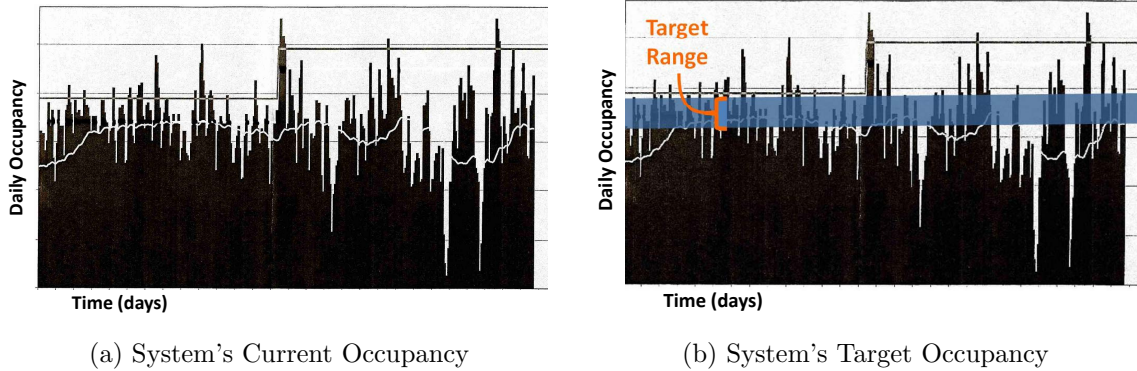 Daily Occupancy
Time (days)
(a) System's Current Occupancy
Target
Range
Daily Occupancy
Time (days)
(b) System's Target Occupancy